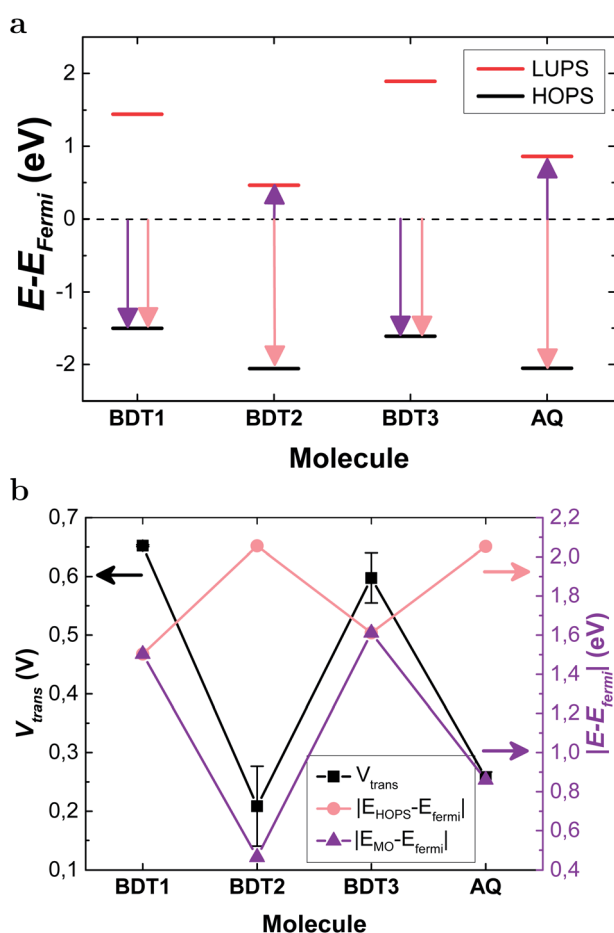 a
LUPS
HOPS
E-E_Fermi (eV)
2
1
0
-1
-2
BDT1 BDT2 BDT3 AQ
Molecule
b
V_trans (V)
0,7
0,6
0,5
0,4
0,3
0,2
0,1
2,2
2,0
1,8
1,6
1,4
1,2
1,0
0,8
0,6
0,4
|E-E_fermi| (eV)
V_trans
|E_HOPS-E_fermi|
|E_MO-E_fermi|
BDT1 BDT2 BDT3 AQ
Molecule